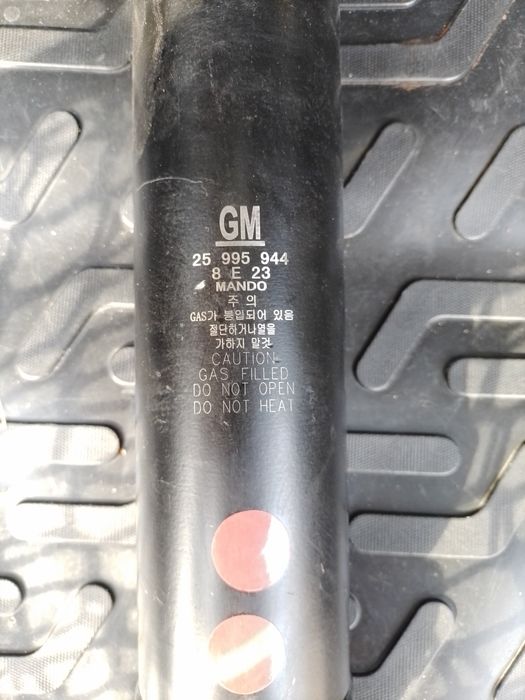 GM
25 995 944
8 E 23
MANDO
주 의
GAS가 봉입되어 있음
절단하거나열을
가하지 말것
CAUTION
GAS FILLED
DO NOT OPEN
DO NOT HEAT